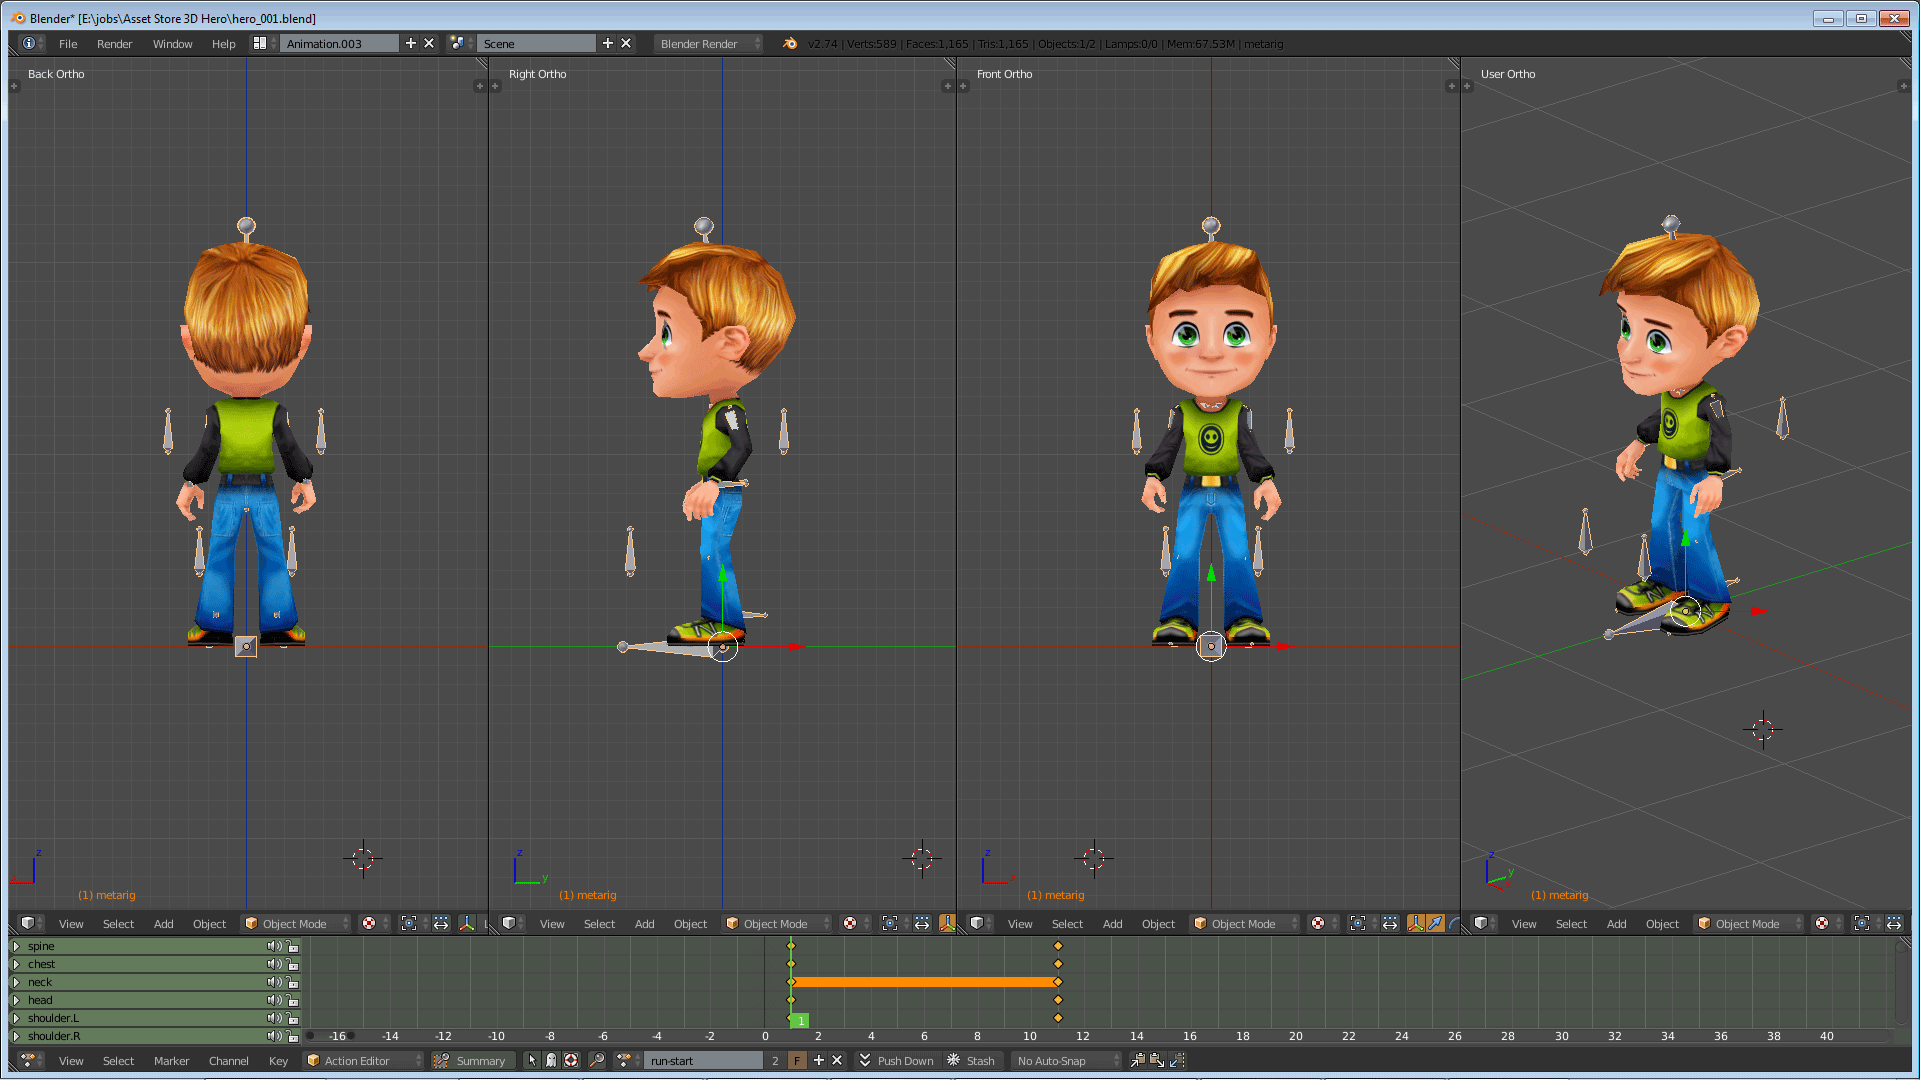 Blender* [E:\jobs\Asset Store 3D Hero\hero_001.blend]
File Render Window Help Animation.003 Scene Blender Render v2.74 | Verts:589 | Faces:1,165 | Tris:1,165 | Objects:1/2 | Lamps:0/0 | Mem:67.53M | metarig
Back Ortho Right Ortho Front Ortho User Ortho
z z y z x z y x
(1) metarig (1) metarig (1) metarig (1) metarig
View Select Add Object Object Mode View Select Add Object Object Mode View Select Add Object Object Mode View Select Add Object Object Mode
spine
chest
neck
head
shoulder.L 1
shoulder.R -16 -14 -12 -10 -8 -6 -4 -2 0 2 4 6 8 10 12 14 16 18 20 22 24 26 28 30 32 34 36 38 40
View Select Marker Channel Key Action Editor Summary run-start 2 F Push Down Stash No Auto-Snap